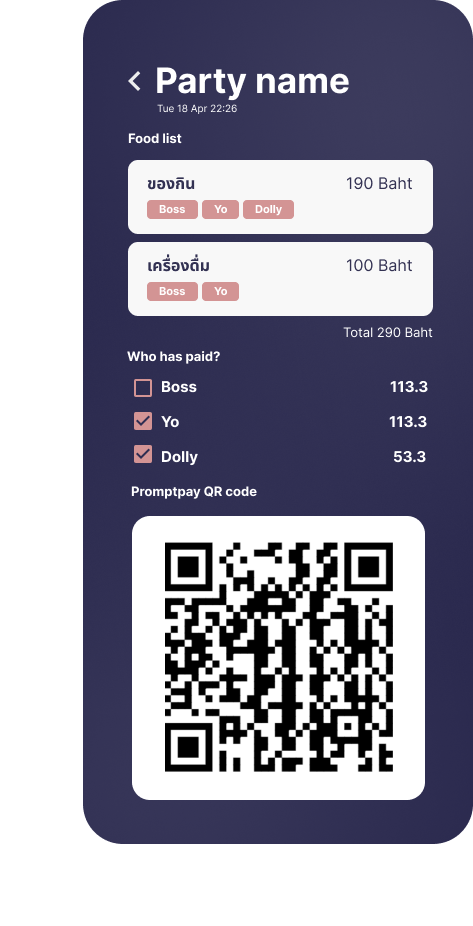 Party name
Tue 18 Apr 22:26
Food list
ของกิน 190 Baht
Boss Yo Dolly
เครื่องดื่ม 100 Baht
Boss Yo
Total 290 Baht
Who has paid?
Boss 113.3
Yo 113.3
Dolly 53.3
Promptpay QR code